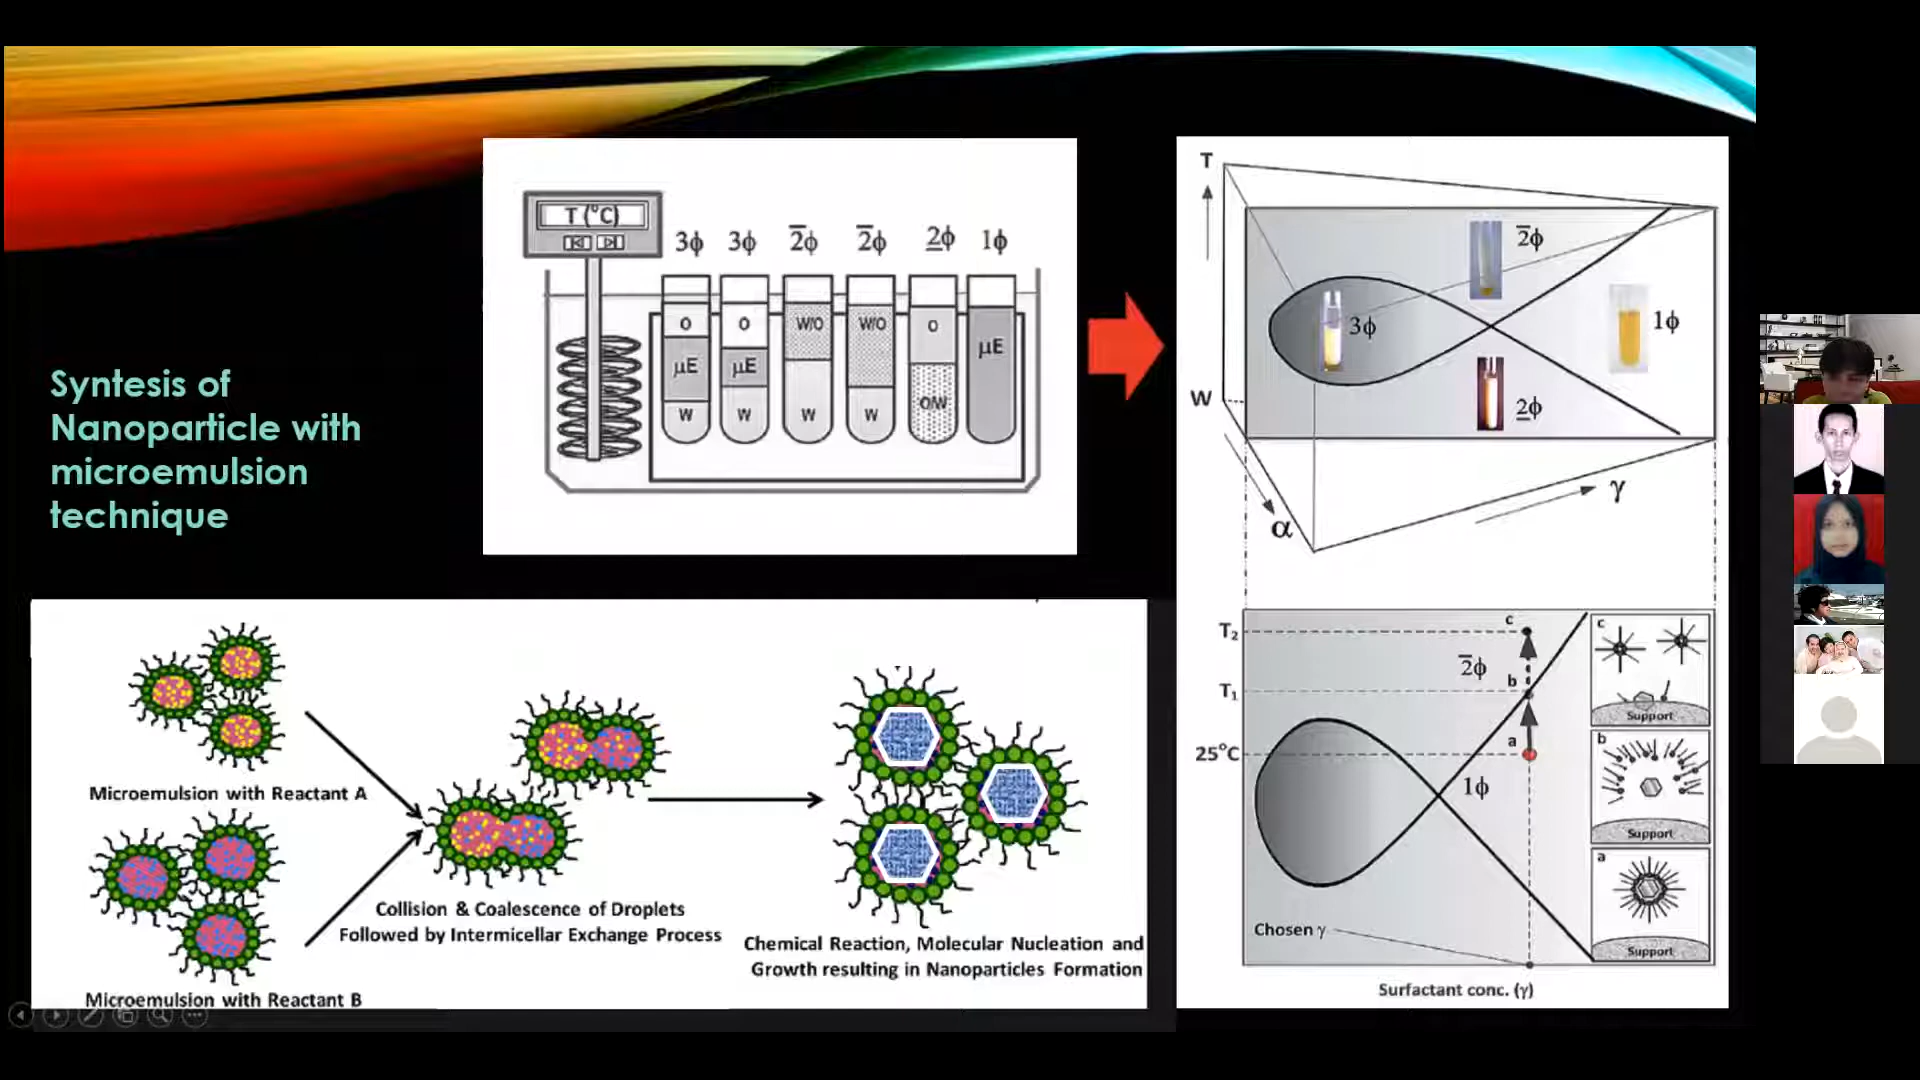 Syntesis of
Nanoparticle with
microemulsion
technique
T (°C)
3ϕ 3ϕ 2̅ϕ 2̅ϕ 2̲ϕ 1ϕ
O O W/O W/O O μE
μE μE O/W
W W W W
T
2̅ϕ
3ϕ
1ϕ
W
2̲ϕ
γ
α
Microemulsion with Reactant A
Microemulsion with Reactant B
Collision & Coalescence of Droplets
Followed by Intermicellar Exchange Process
Chemical Reaction, Molecular Nucleation and
Growth resulting in Nanoparticles Formation
T₂
c
2̅ϕ
T₁
b
25°C
a
1ϕ
Chosen γ
Surfactant conc. (γ)
c
Support
b
Support
a
Support